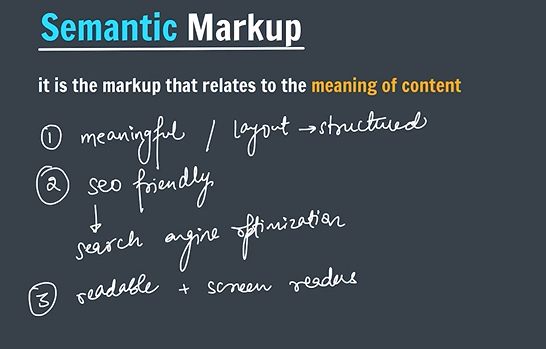 Semantic Markup
it is the markup that relates to the meaning of content
① meaningful / layout → structured
② seo friendly
↓
search engine optimization
③ readable + screen readers